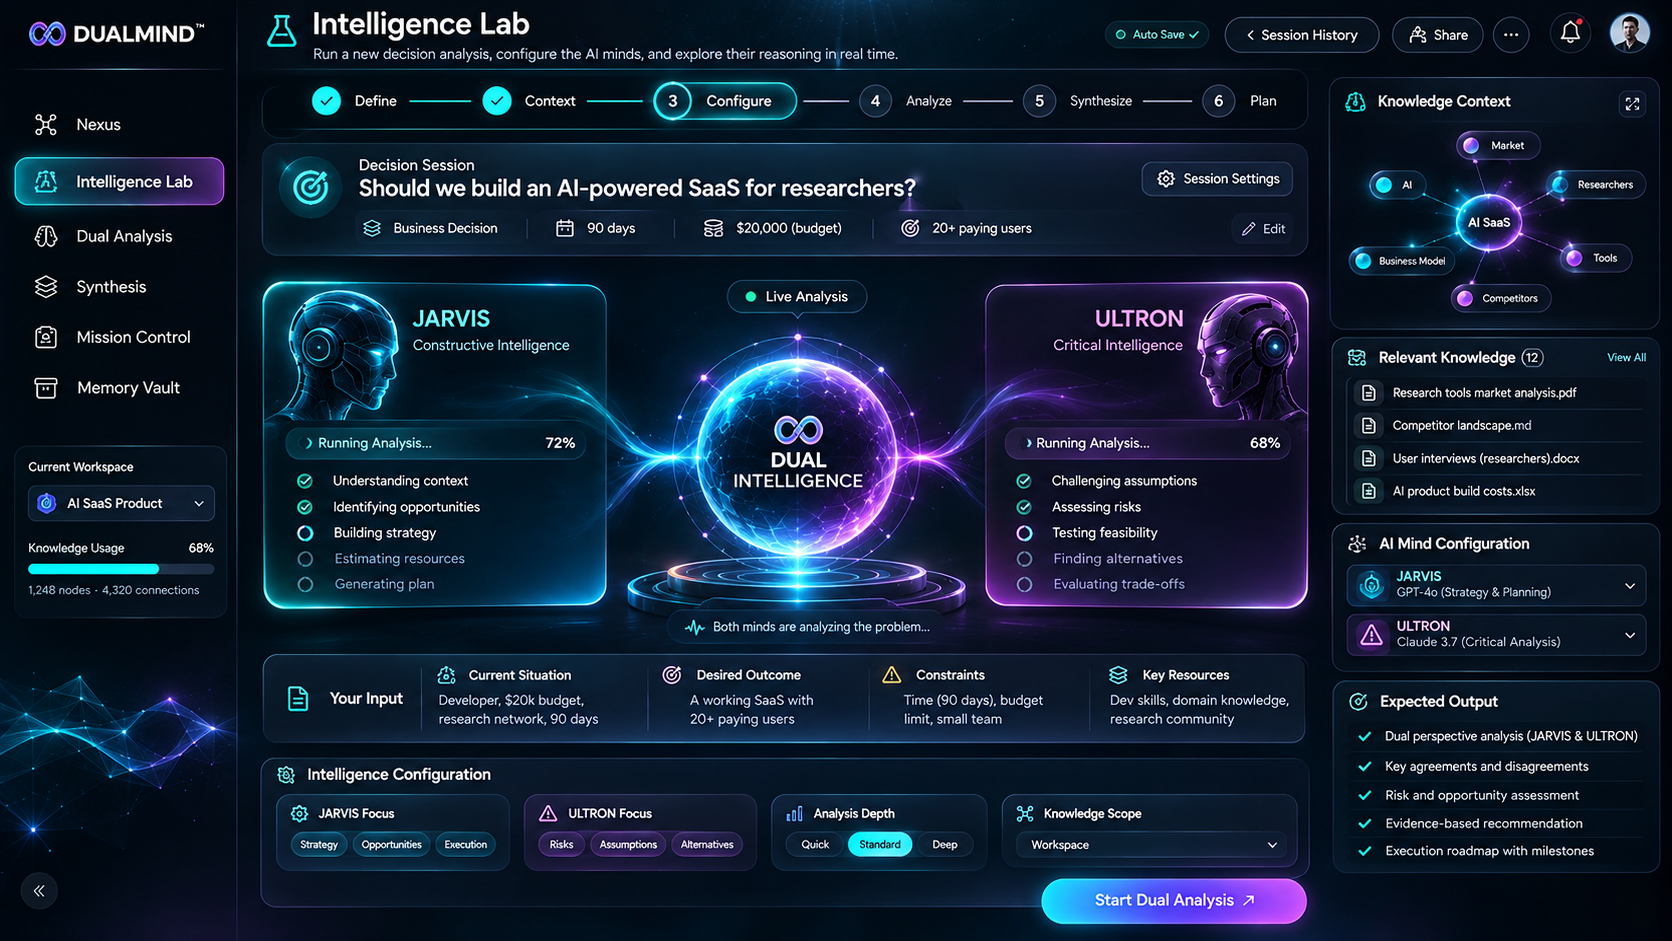 DUALMIND™
Nexus
Intelligence Lab
Dual Analysis
Synthesis
Mission Control
Memory Vault
Current Workspace
AI SaaS Product
Knowledge Usage 68%
1,248 nodes · 4,320 connections
Intelligence Lab
Run a new decision analysis, configure the AI minds, and explore their reasoning in real time.
Auto Save
Session History
Share
Define
Context
3 Configure
4 Analyze
5 Synthesize
6 Plan
Decision Session
Should we build an AI-powered SaaS for researchers?
Session Settings
Business Decision
90 days
$20,000 (budget)
20+ paying users
Edit
JARVIS
Constructive Intelligence
Running Analysis... 72%
Understanding context
Identifying opportunities
Building strategy
Estimating resources
Generating plan
Live Analysis
DUAL
INTELLIGENCE
Both minds are analyzing the problem...
ULTRON
Critical Intelligence
Running Analysis... 68%
Challenging assumptions
Assessing risks
Testing feasibility
Finding alternatives
Evaluating trade-offs
Your Input
Current Situation
Developer, $20k budget,
research network, 90 days
Desired Outcome
A working SaaS with
20+ paying users
Constraints
Time (90 days), budget
limit, small team
Key Resources
Dev skills, domain knowledge,
research community
Intelligence Configuration
JARVIS Focus
Strategy
Opportunities
Execution
ULTRON Focus
Risks
Assumptions
Alternatives
Analysis Depth
Quick
Standard
Deep
Knowledge Scope
Workspace
Start Dual Analysis
Knowledge Context
Market
AI
Researchers
AI SaaS
Business Model
Tools
Competitors
Relevant Knowledge 12
View All
Research tools market analysis.pdf
Competitor landscape.md
User interviews (researchers).docx
AI product build costs.xlsx
AI Mind Configuration
JARVIS
GPT-4o (Strategy & Planning)
ULTRON
Claude 3.7 (Critical Analysis)
Expected Output
Dual perspective analysis (JARVIS & ULTRON)
Key agreements and disagreements
Risk and opportunity assessment
Evidence-based recommendation
Execution roadmap with milestones